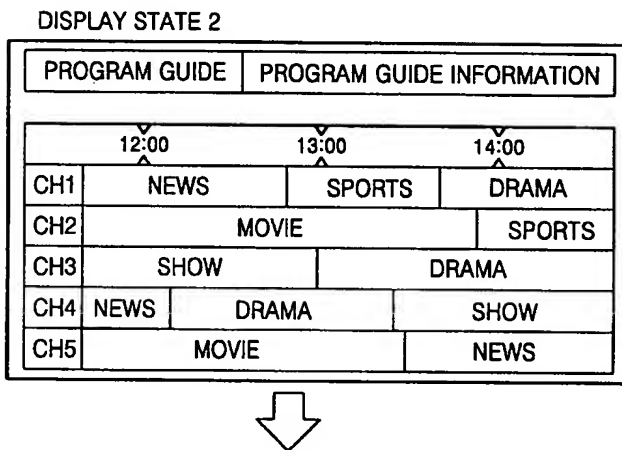 DISPLAY STATE 2
PROGRAM GUIDE PROGRAM GUIDE INFORMATION
12:00 13:00 14:00
CH1 NEWS SPORTS DRAMA
CH2 MOVIE SPORTS
CH3 SHOW DRAMA
CH4 NEWS DRAMA SHOW
CH5 MOVIE NEWS